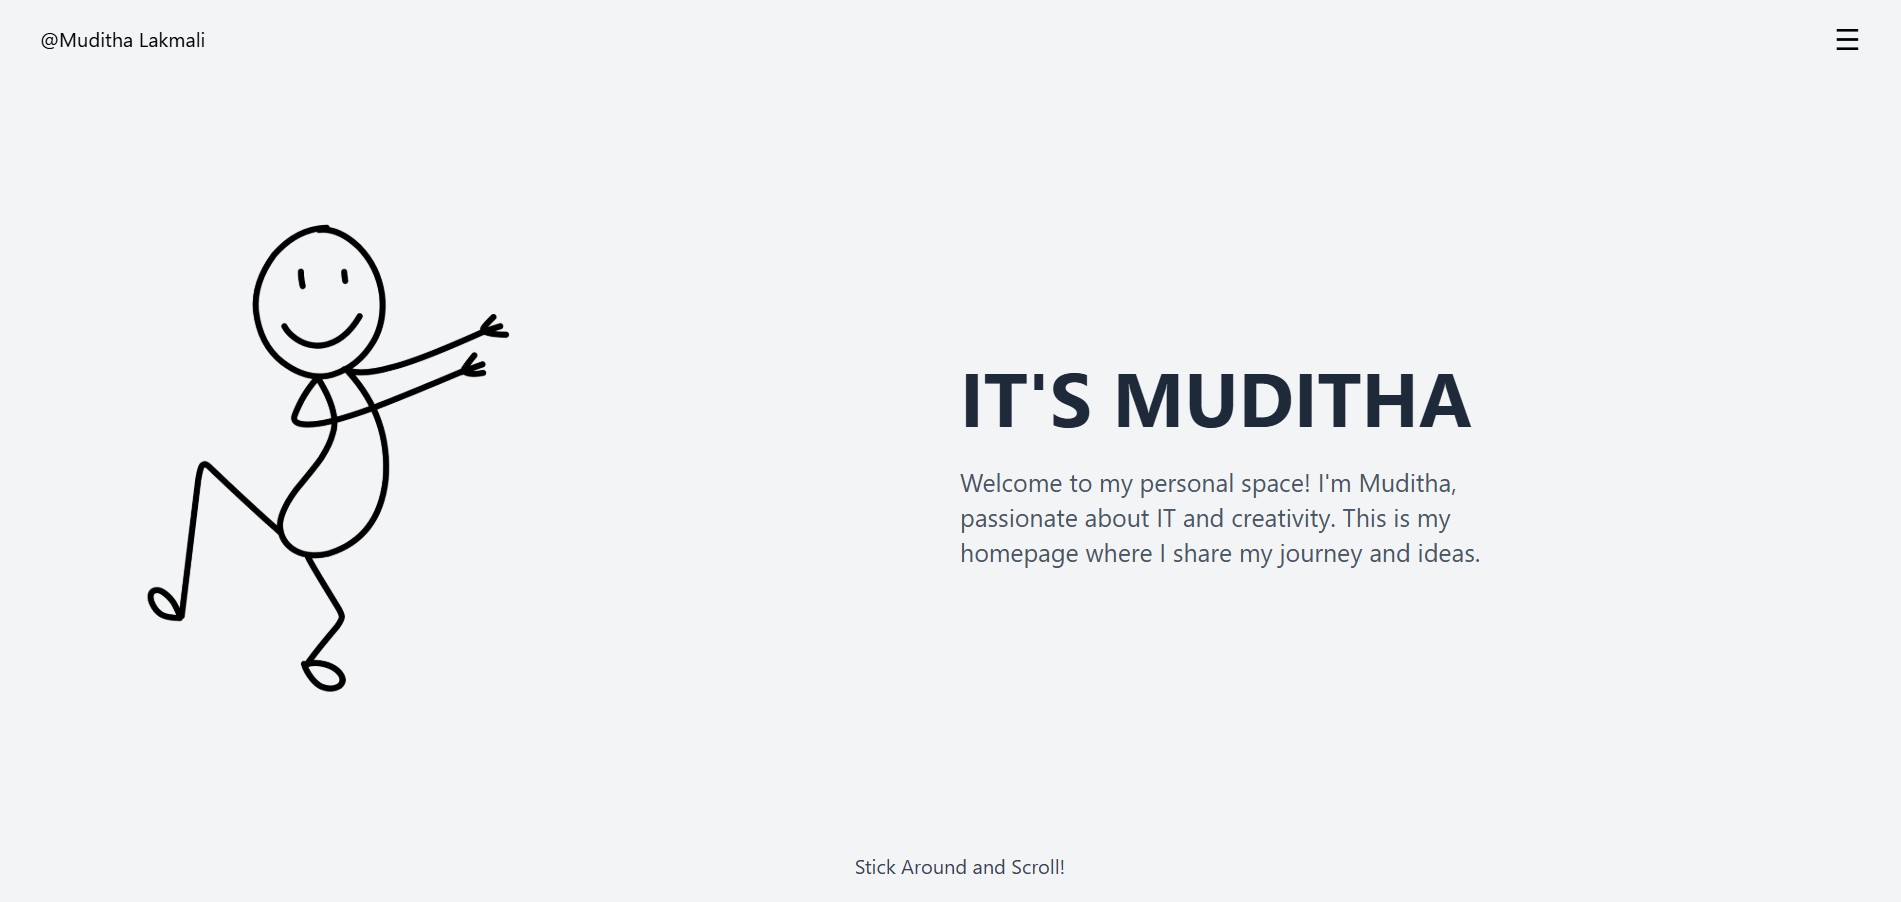 @Muditha Lakmali
IT'S MUDITHA
Welcome to my personal space! I'm Muditha,
passionate about IT and creativity. This is my
homepage where I share my journey and ideas.
Stick Around and Scroll!